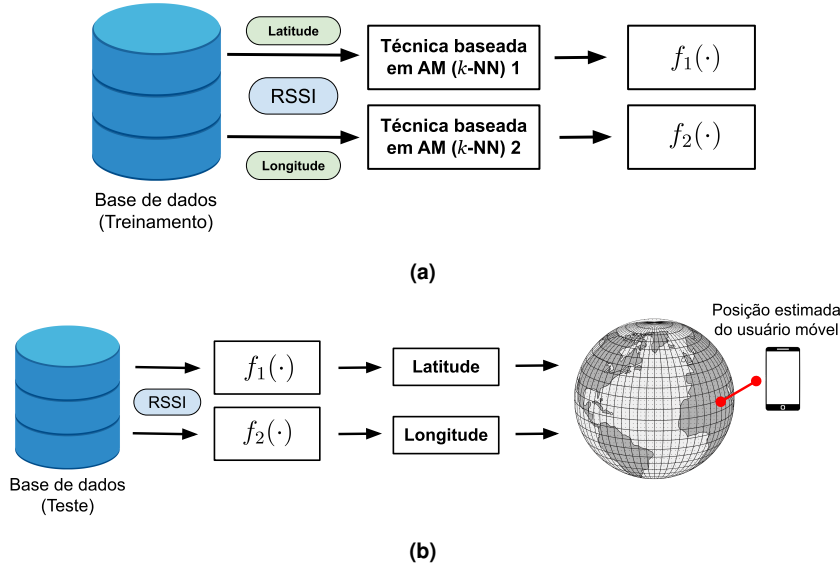 Latitude
Técnica baseada
em AM (k-NN) 1
f₁(·)
RSSI
Técnica baseada
em AM (k-NN) 2
f₂(·)
Longitude
Base de dados
(Treinamento)
(a)
Posição estimada
do usuário móvel
f₁(·)
Latitude
RSSI
f₂(·)
Longitude
Base de dados
(Teste)
(b)